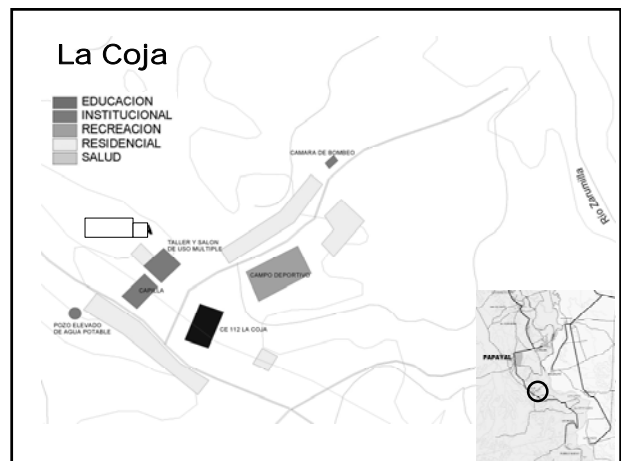 La Coja
EDUCACION
INSTITUCIONAL
RECREACION
RESIDENCIAL
SALUD
CAMARA DE BOMBEO
Río Zarumilla
TALLER Y SALON
DE USO MULTIPLE
CAMPO DEPORTIVO
CAPILLA
POZO ELEVADO
DE AGUA POTABLE
CE 112 LA COJA
PAPAYAL